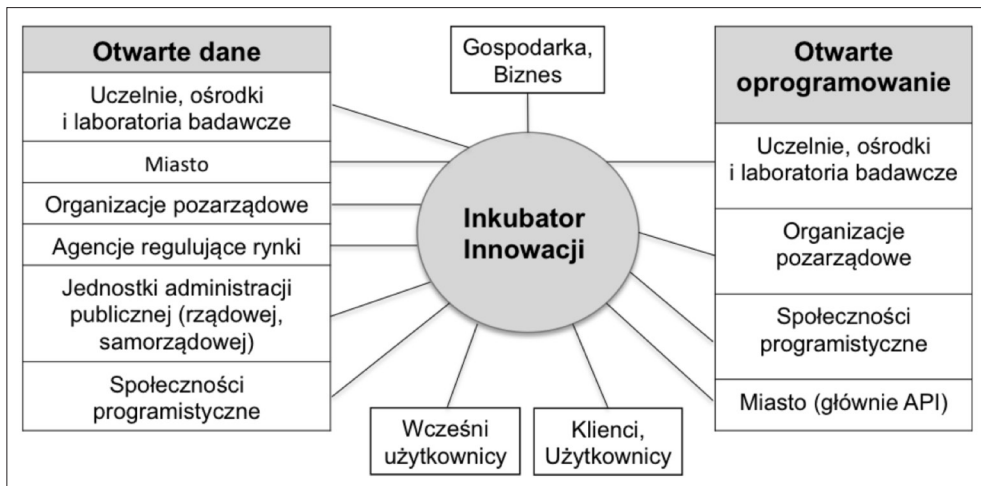 Otwarte dane
Uczelnie, ośrodki
i laboratoria badawcze
Miasto
Organizacje pozarządowe
Agencje regulujące rynki
Jednostki administracji
publicznej (rządowej,
samorządowej)
Społeczności
programistyczne
Gospodarka,
Biznes
Inkubator
Innowacji
Wcześni
użytkownicy
Klienci,
Użytkownicy
Otwarte
oprogramowanie
Uczelnie, ośrodki
i laboratoria badawcze
Organizacje
pozarządowe
Społeczności
programistyczne
Miasto (głównie API)